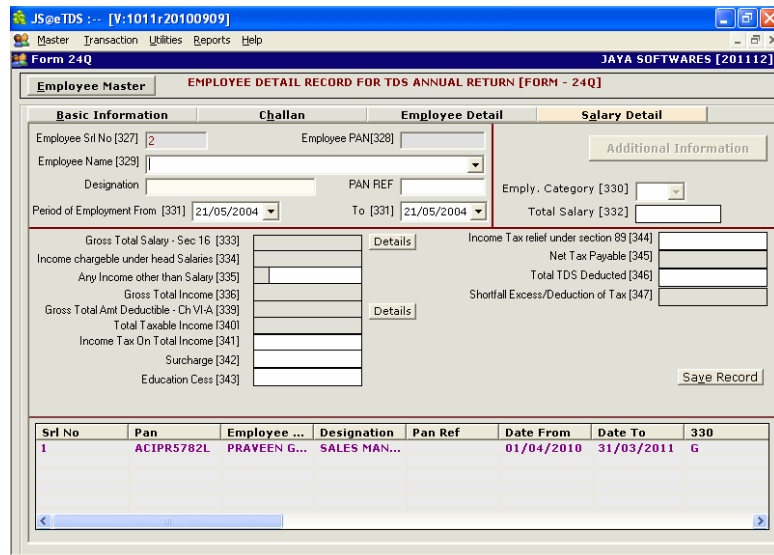 JS@eTDS :-- [V:1011r20100909]
Master Transaction Utilities Reports Help
Form 24Q JAYA SOFTWARES [201112]
Employee Master EMPLOYEE DETAIL RECORD FOR TDS ANNUAL RETURN [FORM - 24Q]
Basic Information Challan Employee Detail Salary Detail
Employee Srl No [327] 2 Employee PAN[328]
Additional Information
Employee Name [329]
Designation PAN REF
Emply. Category [330]
Period of Employment From [331] 21/05/2004 To [331] 21/05/2004
Total Salary [332]
Gross Total Salary - Sec 16 [333] Details
Income chargeable under head Salaries [334]
Any Income other than Salary [335]
Gross Total Income [336]
Gross Total Amt Deductible - Ch VI-A [339] Details
Total Taxable Income [340]
Income Tax On Total Income [341]
Surcharge [342]
Education Cess [343]
Income Tax relief under section 89 [344]
Net Tax Payable [345]
Total TDS Deducted [346]
Shortfall Excess/Deduction of Tax [347]
Save Record
Srl No Pan Employee ... Designation Pan Ref Date From Date To 330
1 ACIPR5782L PRAVEEN G... SALES MAN... 01/04/2010 31/03/2011 G